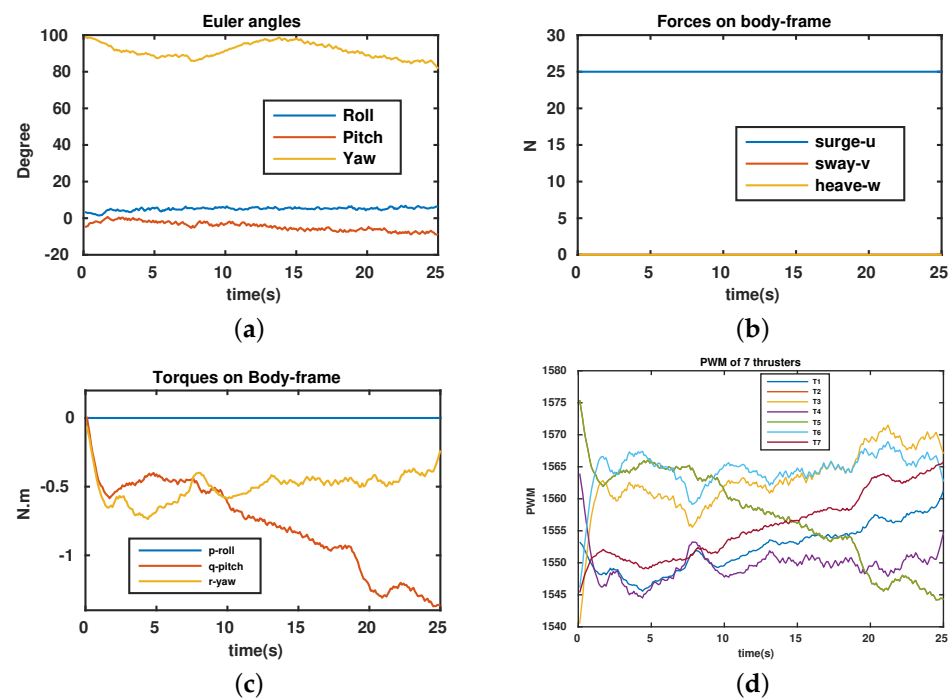 Euler angles
100
80
60
40
20
0
-20
Degree
Roll
Pitch
Yaw
0 5 10 15 20 25
time(s)
(a)
Forces on body-frame
30
25
20
15
10
5
0
N
surge-u
sway-v
heave-w
0 5 10 15 20 25
time(s)
(b)
Torques on Body-frame
0
-0.5
-1
N.m
p-roll
q-pitch
r-yaw
0 5 10 15 20 25
time(s)
(c)
PWM of 7 thrusters
1580
1570
1565
1560
1555
1550
1545
1540
PWM
T1
T2
T3
T4
T5
T6
T7
0 5 10 15 20 25
time(s)
(d)